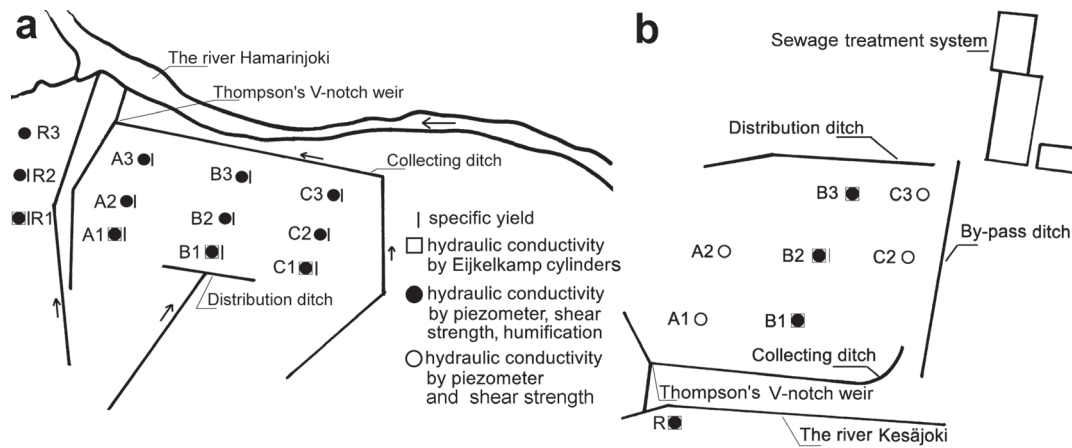 a
The river Hamarinjoki
Thompson's V-notch weir
R3
A3
Collecting ditch
R2
B3
A2
C3
R1
B2
A1
C2
B1
C1
Distribution ditch
specific yield
hydraulic conductivity
by Eijkelkamp cylinders
hydraulic conductivity
by piezometer, shear
strength, humification
hydraulic conductivity
by piezometer
and shear strength
b
Sewage treatment system
Distribution ditch
B3
C3
By-pass ditch
A2
B2
C2
A1
B1
Collecting ditch
Thompson's V-notch weir
R
The river Kesäjoki